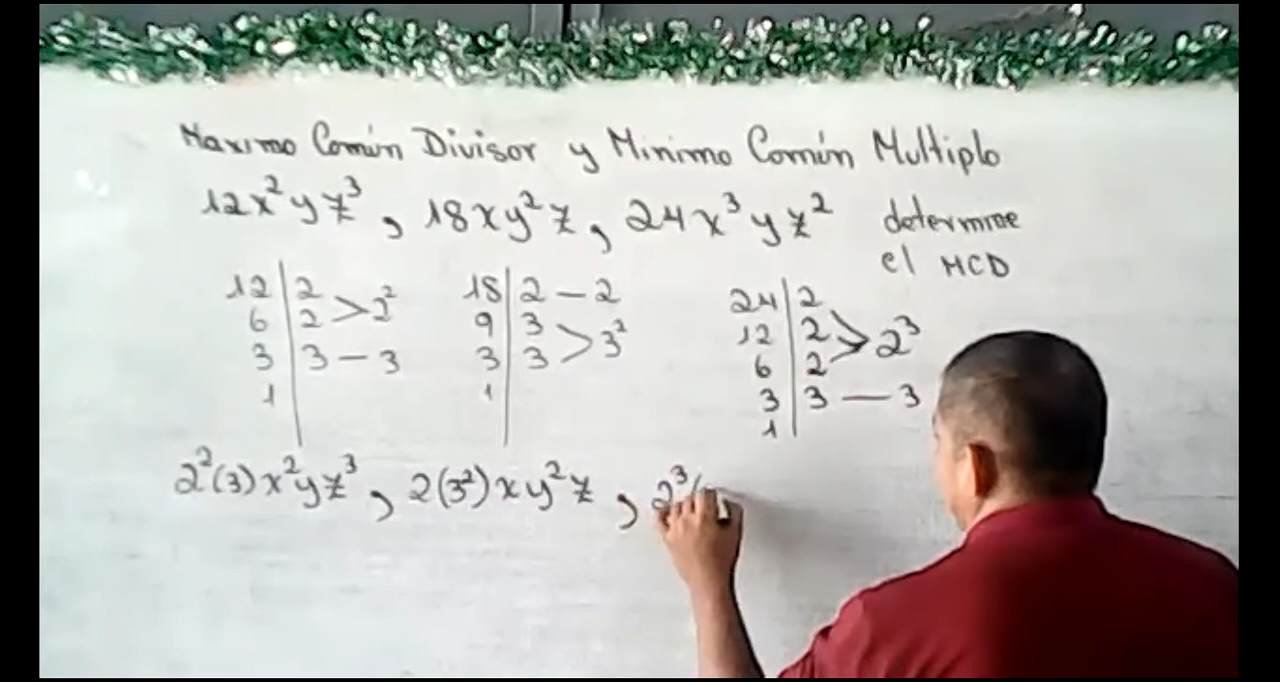 Maximo Común Divisor y Minimo Común Multiplo
12x²yz³, 18xy²z, 24x³yz² determine
el MCD
12|2
6|2 >2²
3|3 — 3
1|
18|2 — 2
9|3
3|3 >3²
1|
24|2
12|2
6|2 >2³
3|3 — 3
1|
2²(3)x²yz³, 2(3²)xy²z, 2³(